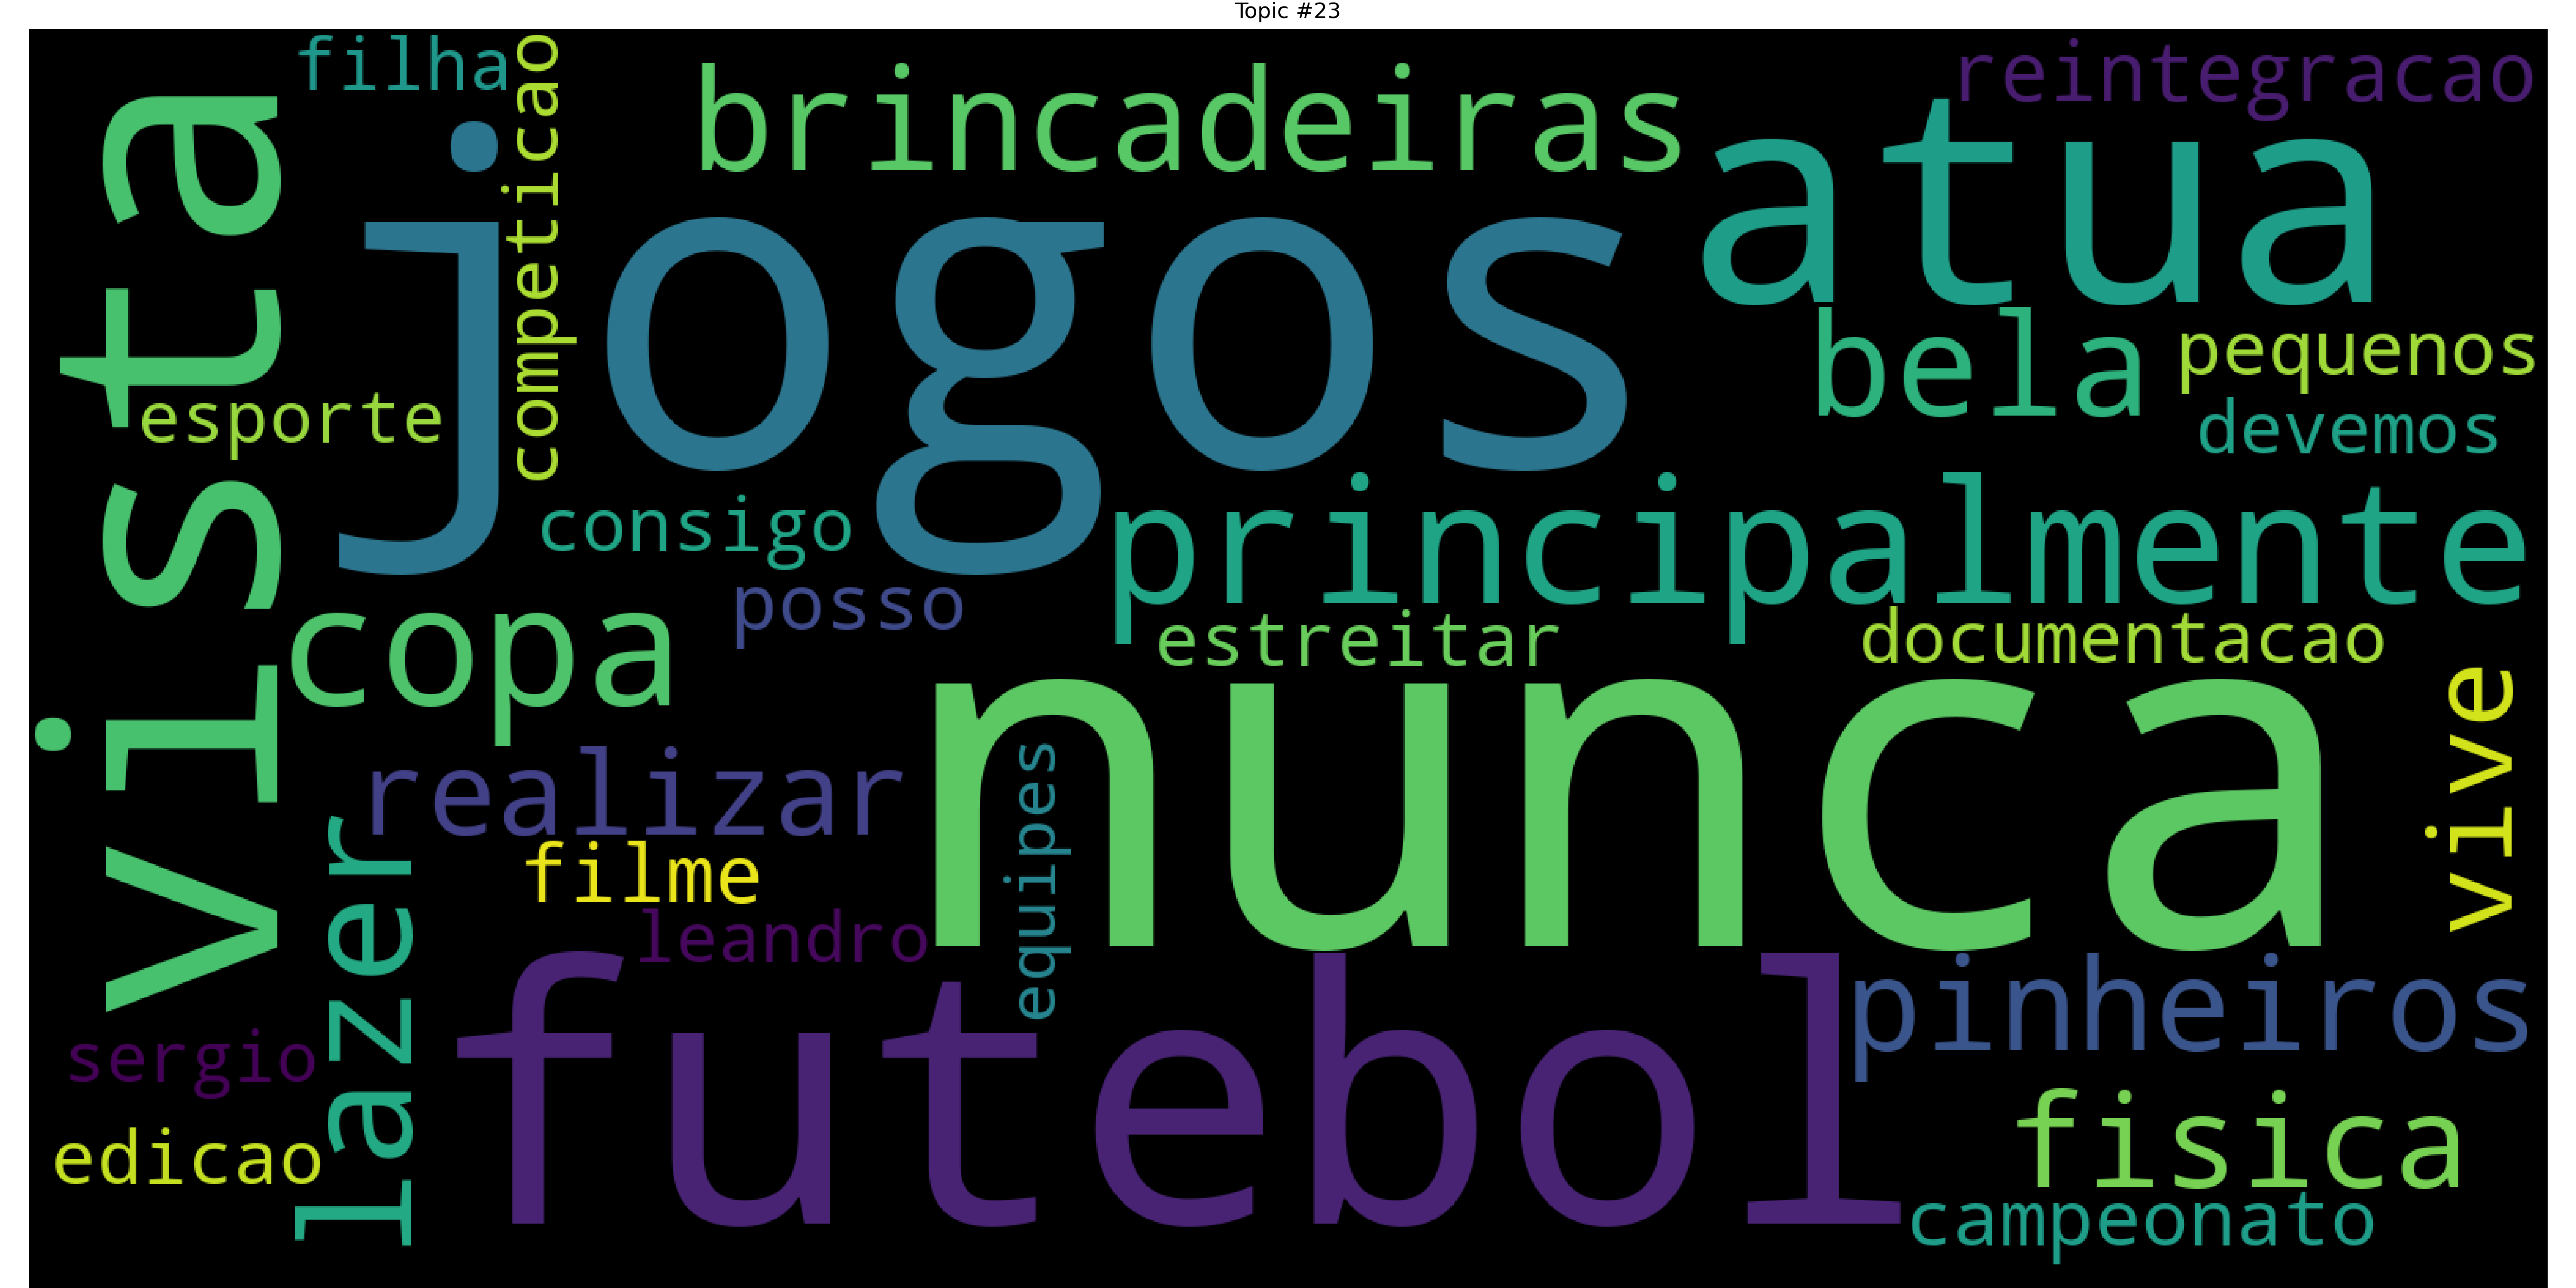 Topic #23
filha
competicao
brincadeiras
reintegracao
vista
jogos
atua
bela
pequenos
esporte
devemos
consigo
principalmente
posso
copa
estreitar
documentacao
nunca
vive
realizar
equipes
filme
lazer
leandro
futebol
pinheiros
sergio
fisica
edicao
campeonato